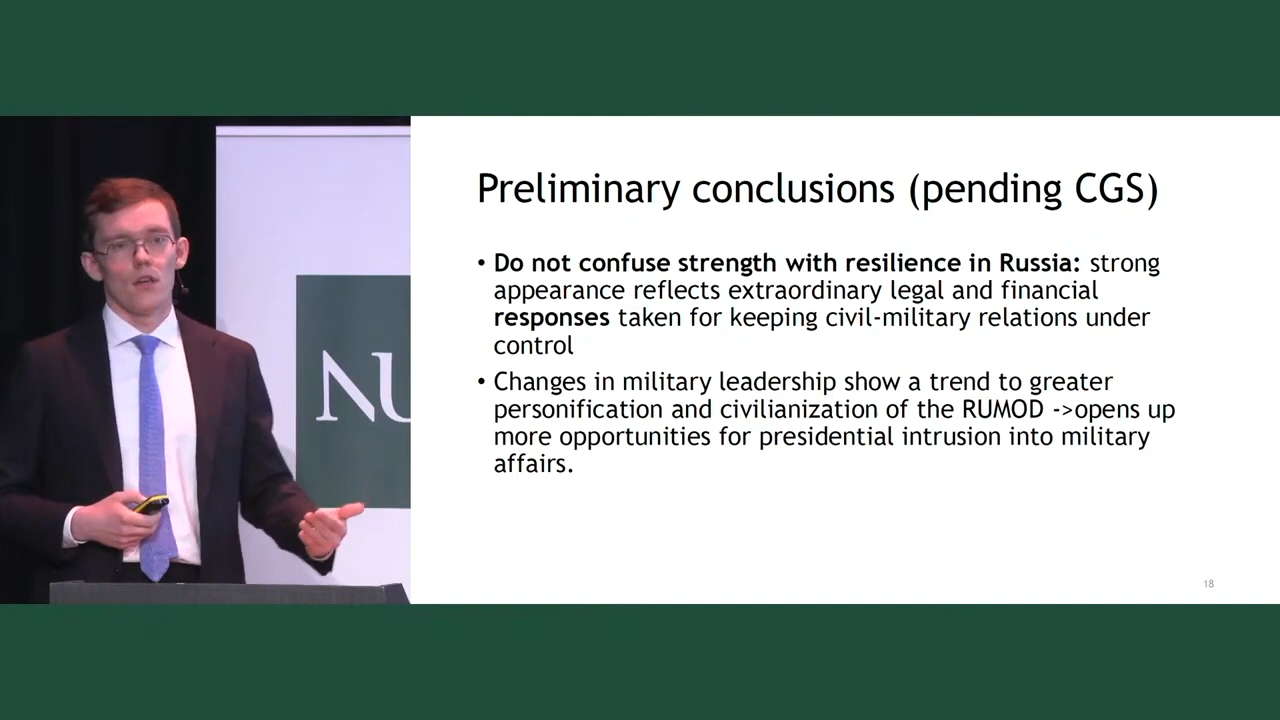 NU
Preliminary conclusions (pending CGS)
• Do not confuse strength with resilience in Russia: strong
appearance reflects extraordinary legal and financial
responses taken for keeping civil-military relations under
control
• Changes in military leadership show a trend to greater
personification and civilianization of the RUMOD ->opens up
more opportunities for presidential intrusion into military
affairs.
18